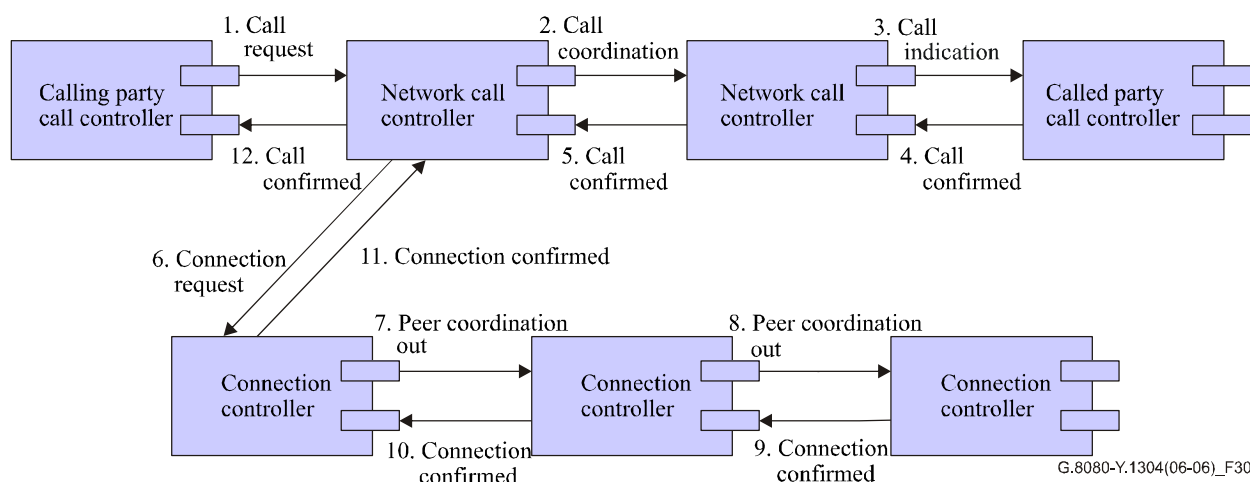 1. Call
request
2. Call
coordination
3. Call
indication
Calling party
call controller
Network call
controller
Network call
controller
Called party
call controller
12. Call
confirmed
5. Call
confirmed
4. Call
confirmed
6. Connection
request
11. Connection confirmed
7. Peer coordination
out
8. Peer coordination
out
Connection
controller
Connection
controller
Connection
controller
10. Connection
confirmed
9. Connection
confirmed
G.8080-Y.1304(06-06)_F30